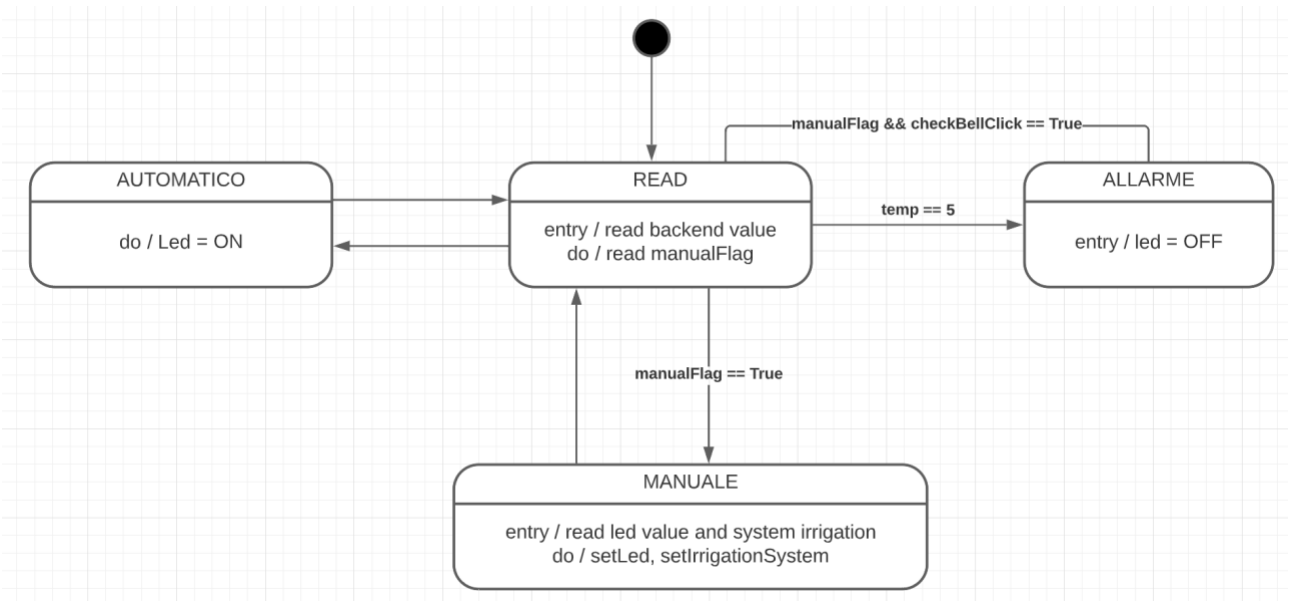 manualFlag && checkBellClick == True
AUTOMATICO
do / Led = ON
READ
entry / read backend value
do / read manualFlag
temp == 5
ALLARME
entry / led = OFF
manualFlag == True
MANUALE
entry / read led value and system irrigation
do / setLed, setIrrigationSystem